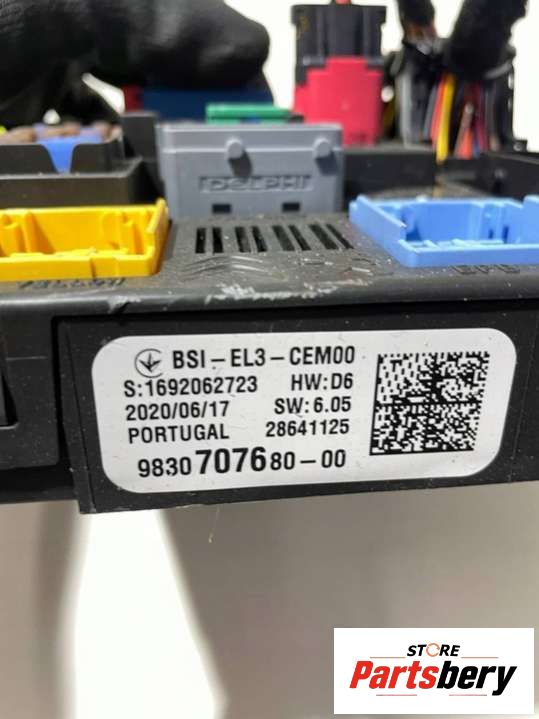 DELPHI
BSI-EL3-CEM00
S:1692062723 HW:D6
2020/06/17 SW:6.05
PORTUGAL 28641125
9830707680-00
STORE
Partsbery